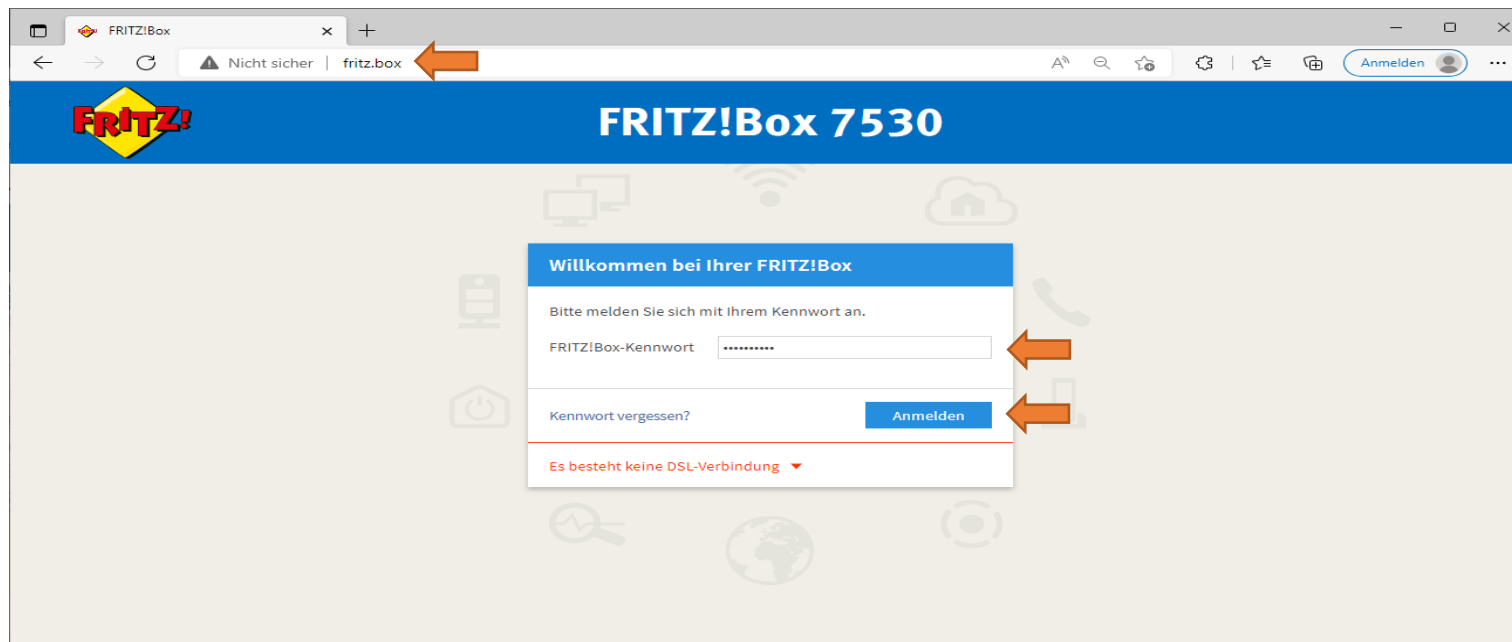 FRITZ!Box
Nicht sicher | fritz.box
Anmelden
FRITZ!
FRITZ!Box 7530
Willkommen bei Ihrer FRITZ!Box
Bitte melden Sie sich mit Ihrem Kennwort an.
FRITZ!Box-Kennwort ••••••••••
Kennwort vergessen? Anmelden
Es besteht keine DSL-Verbindung